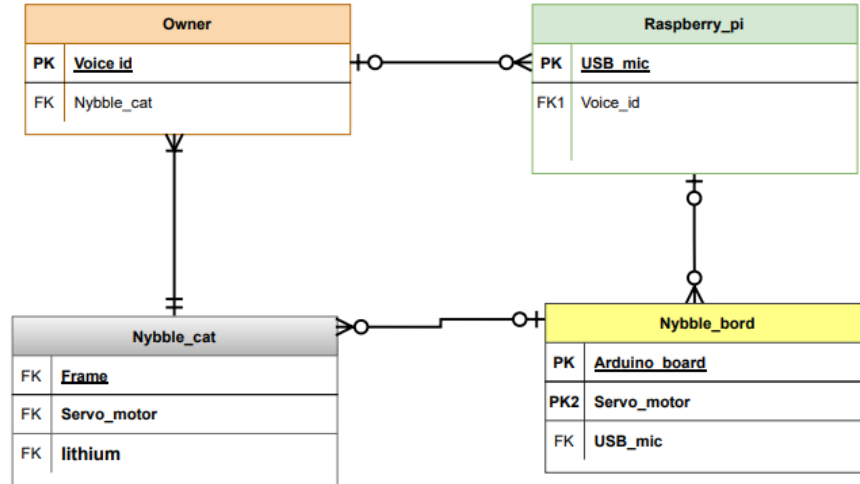 Owner
PK Voice id
FK Nybble_cat
Raspberry_pi
PK USB_mic
FK1 Voice_id
Nybble_cat
FK Frame
FK Servo_motor
FK lithium
Nybble_bord
PK Arduino_board
PK2 Servo_motor
FK USB_mic